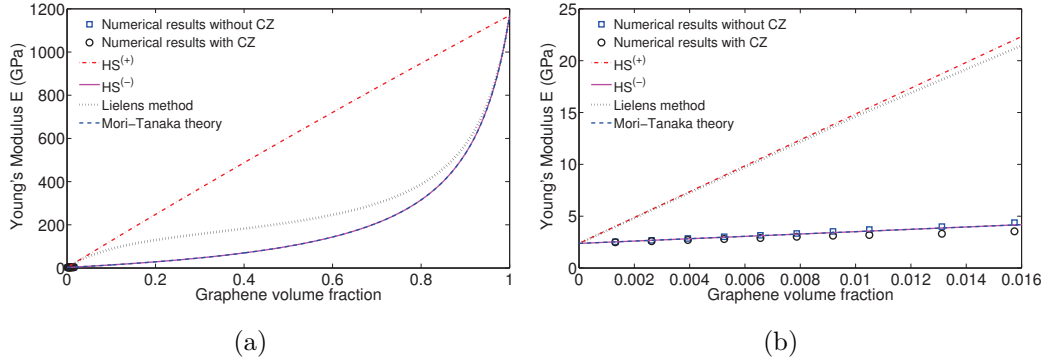 1200
1000
800
600
400
200
0
0
0.2
0.4
0.6
0.8
1
Young's Modulus E (GPa)
Graphene volume fraction
Numerical results without CZ
Numerical results with CZ
HS(+)
HS(−)
Lielens method
Mori−Tanaka theory
(a)
25
20
15
10
5
0
0
0.002
0.004
0.006
0.008
0.01
0.012
0.014
0.016
Young's Modulus E (GPa)
Graphene volume fraction
Numerical results without CZ
Numerical results with CZ
HS(+)
HS(−)
Lielens method
Mori−Tanaka theory
(b)